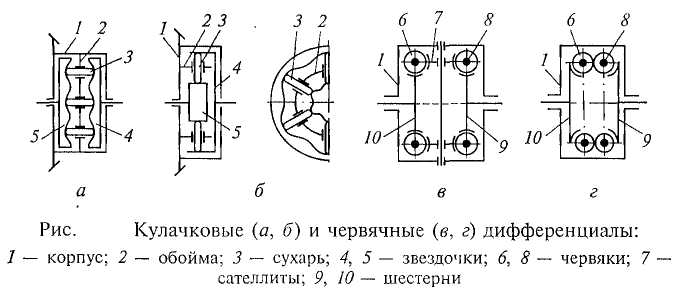 1 2 3
5 4
а
1 2 3
4
5
3 2
б
6 7 8
1
10 9
в
6 8
1
10 9
г
Рис. Кулачковые (а, б) и червячные (в, г) дифференциалы:
1 — корпус; 2 — обойма; 3 — сухарь; 4, 5 — звездочки; 6, 8 — червяки; 7 —
сателлиты; 9, 10 — шестерни